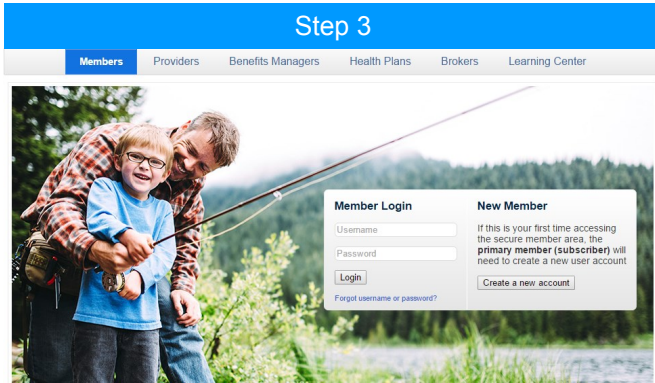 Step 3
Members Providers Benefits Managers Health Plans Brokers Learning Center
Member Login
Username
Password
Login
Forgot username or password?
New Member
If this is your first time accessing
the secure member area, the
primary member (subscriber) will
need to create a new user account
Create a new account